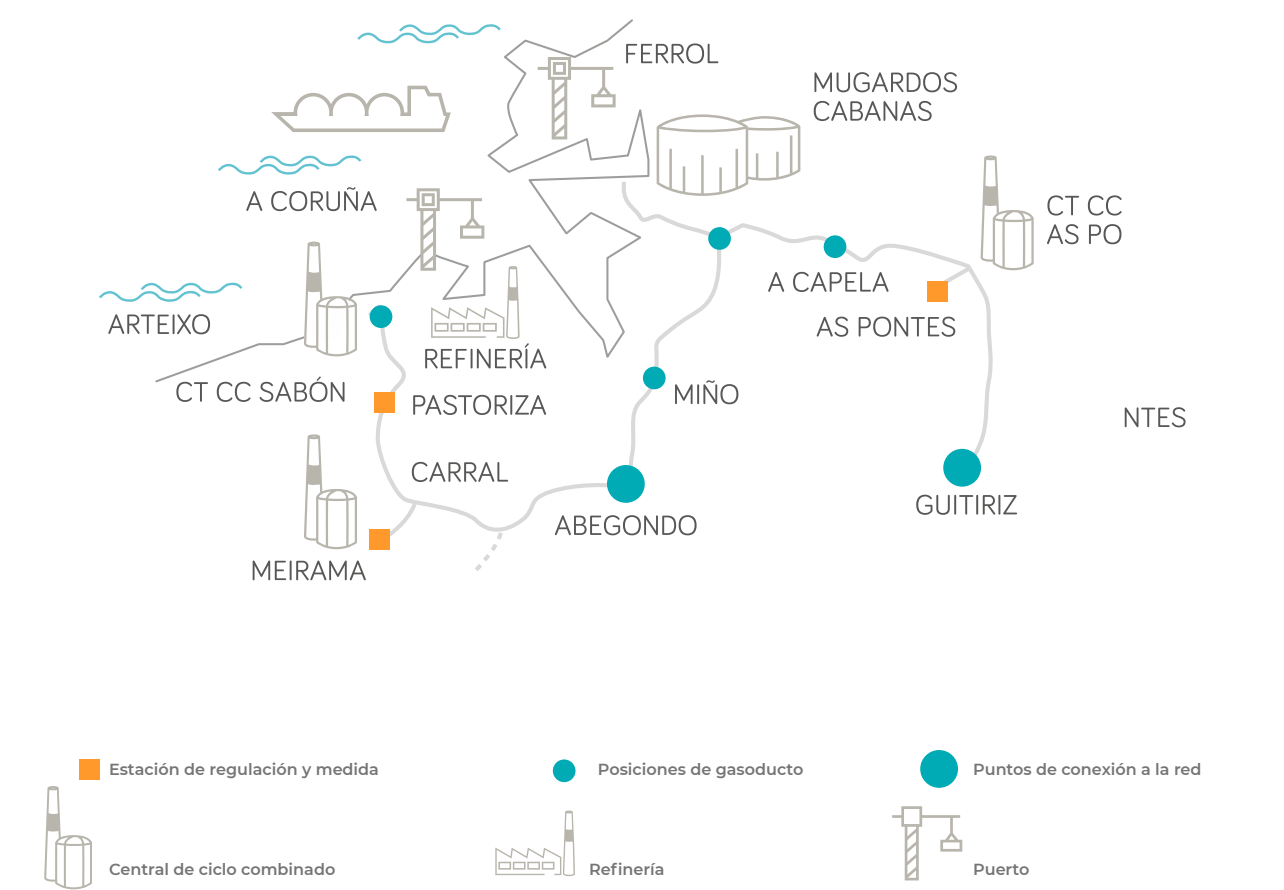 FERROL
MUGARDOS
CABANAS
A CORUÑA
CT CC
AS PO
A CAPELA
ARTEIXO
AS PONTES
REFINERÍA
CT CC SABÓN
PASTORIZA
MIÑO
NTES
CARRAL
GUITIRIZ
ABEGONDO
MEIRAMA
Estación de regulación y medida
Posiciones de gasoducto
Puntos de conexión a la red
Central de ciclo combinado
Refinería
Puerto